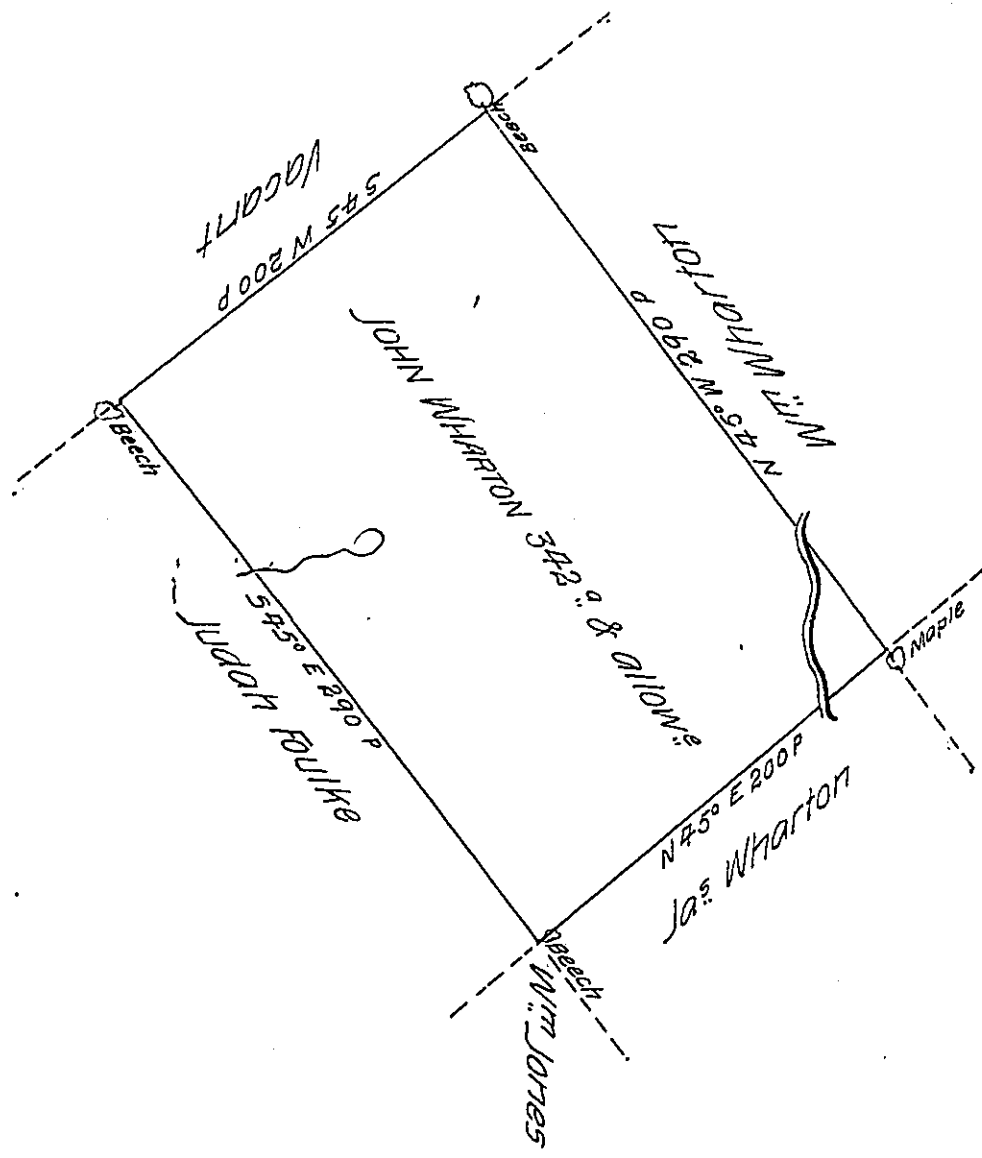 Beech
Vacant
S 45 W 200 P
Wm Wharton
N 45° W 290 P
JOHN WHARTON 342 a & allowe
Beech
S 45° E 290 P
Judah Foulke
Maple
N 45° E 200 P
Jas Wharton
Beech
Wm Jones